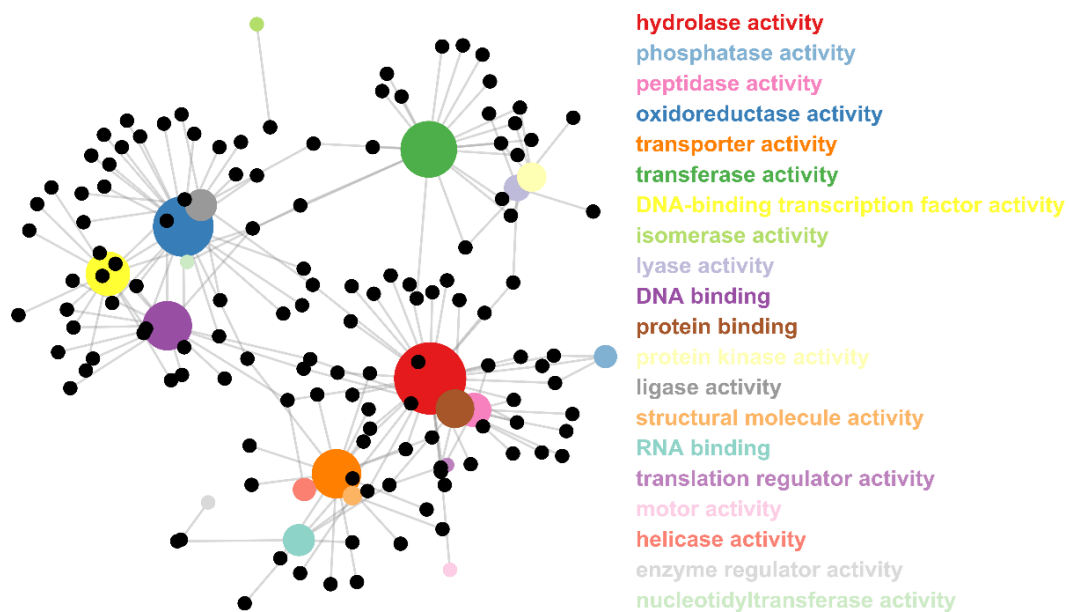 hydrolase activity
phosphatase activity
peptidase activity
oxidoreductase activity
transporter activity
transferase activity
DNA-binding transcription factor activity
isomerase activity
lyase activity
DNA binding
protein binding
protein kinase activity
ligase activity
structural molecule activity
RNA binding
translation regulator activity
motor activity
helicase activity
enzyme regulator activity
nucleotidyltransferase activity